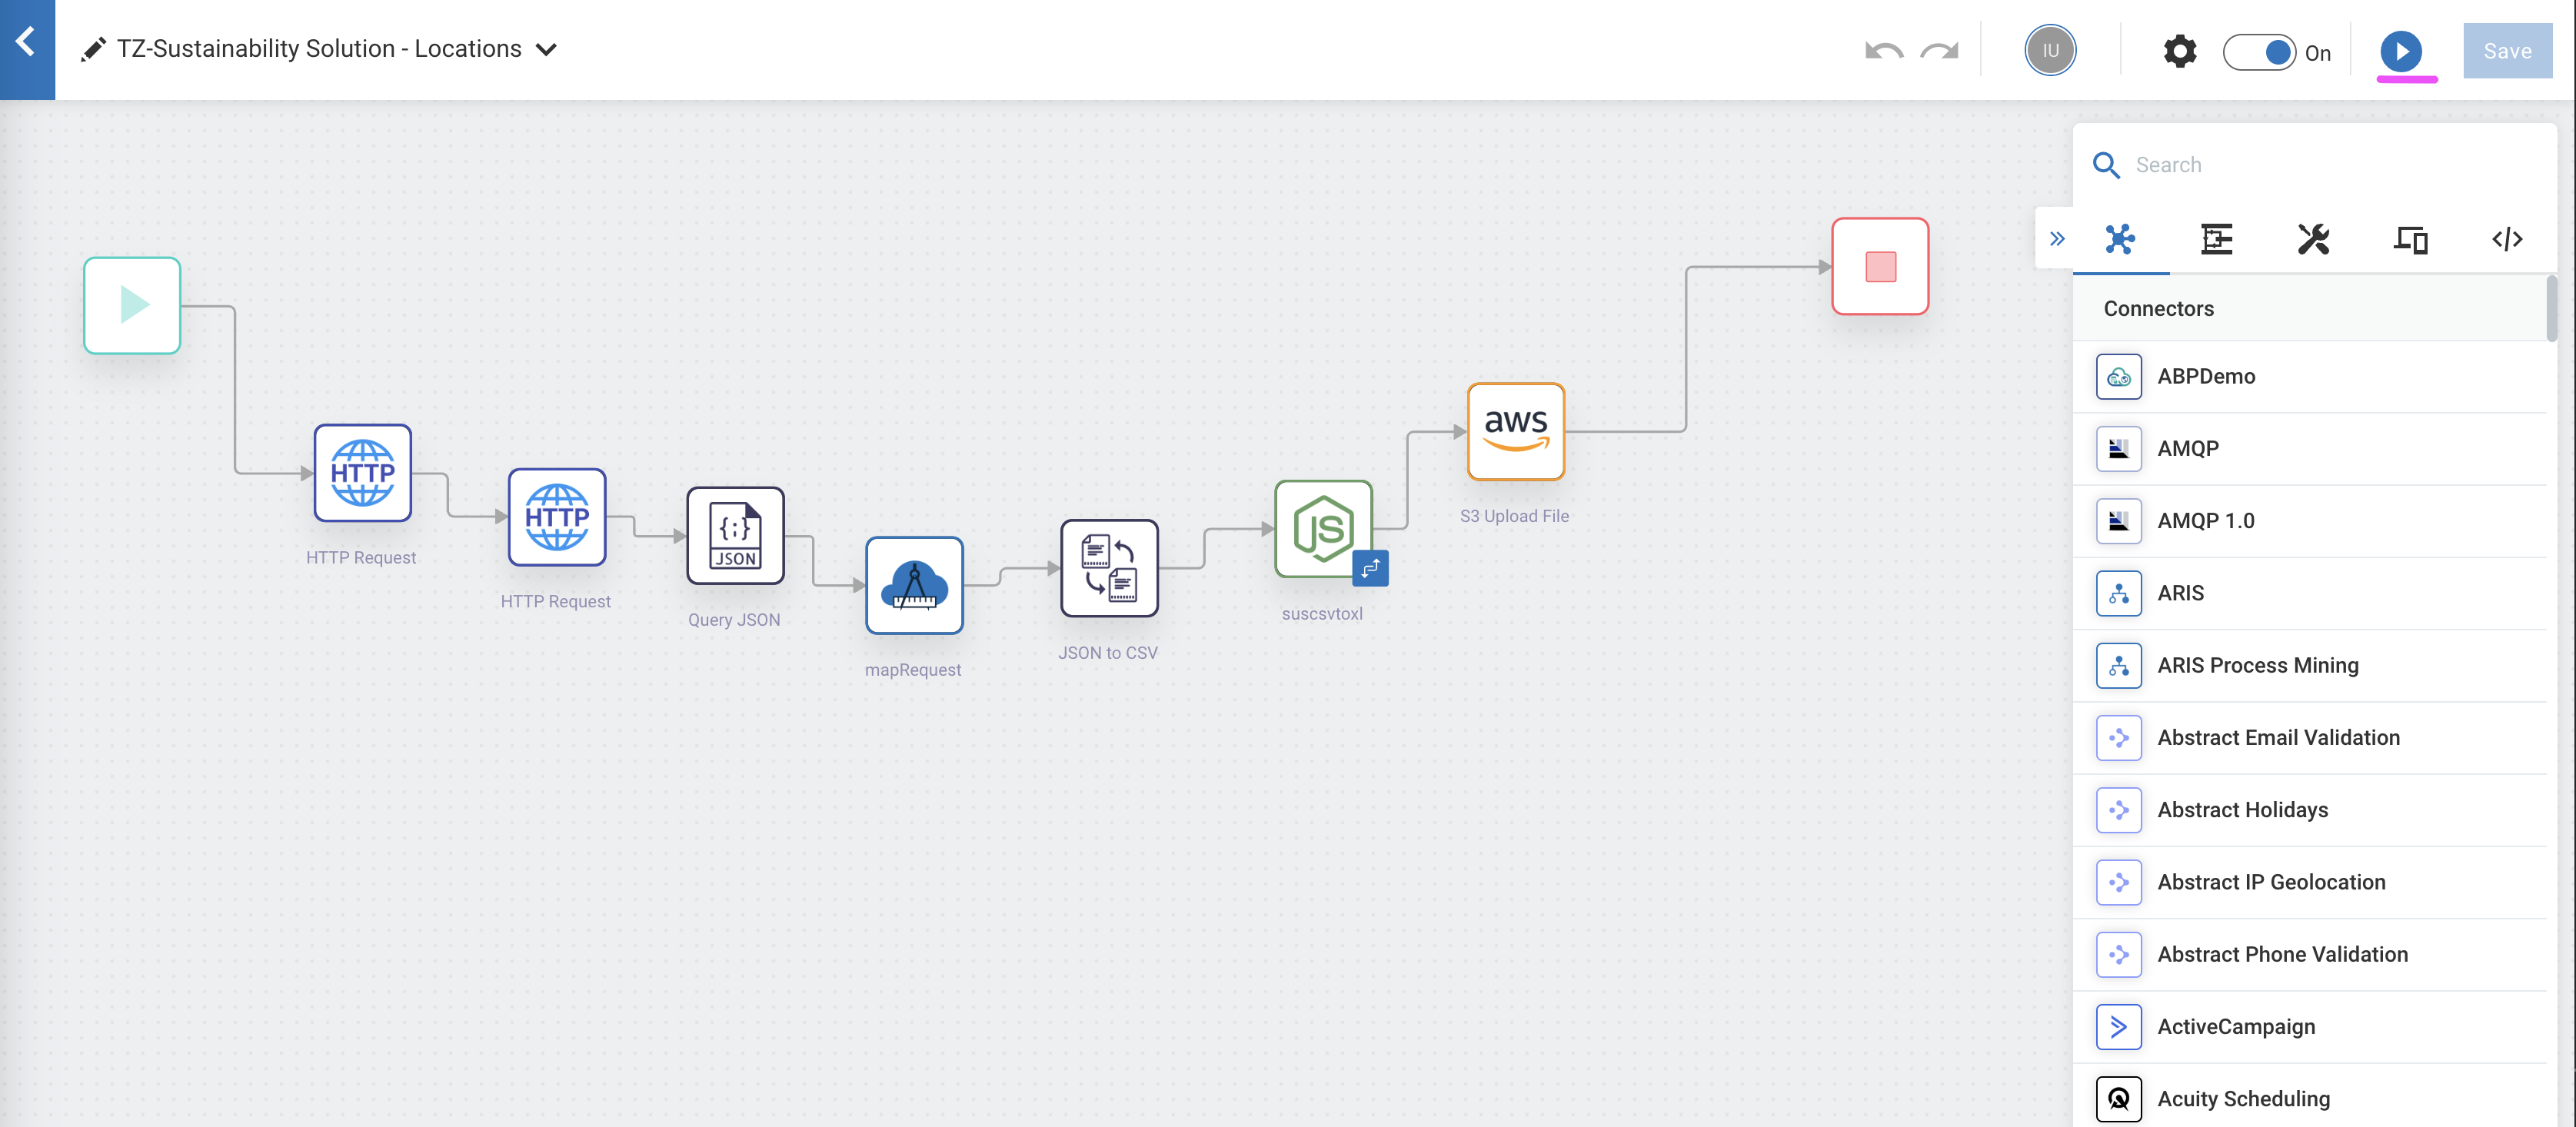 TZ-Sustainability Solution - Locations
IU
On
Save
Search
Connectors
ABPDemo
AMQP
AMQP 1.0
ARIS
ARIS Process Mining
Abstract Email Validation
Abstract Holidays
Abstract IP Geolocation
Abstract Phone Validation
ActiveCampaign
Acuity Scheduling
HTTP
HTTP Request
HTTP
HTTP Request
{;}
JSON
Query JSON
mapRequest
JSON to CSV
JS
suscsvtoxl
aws
S3 Upload File